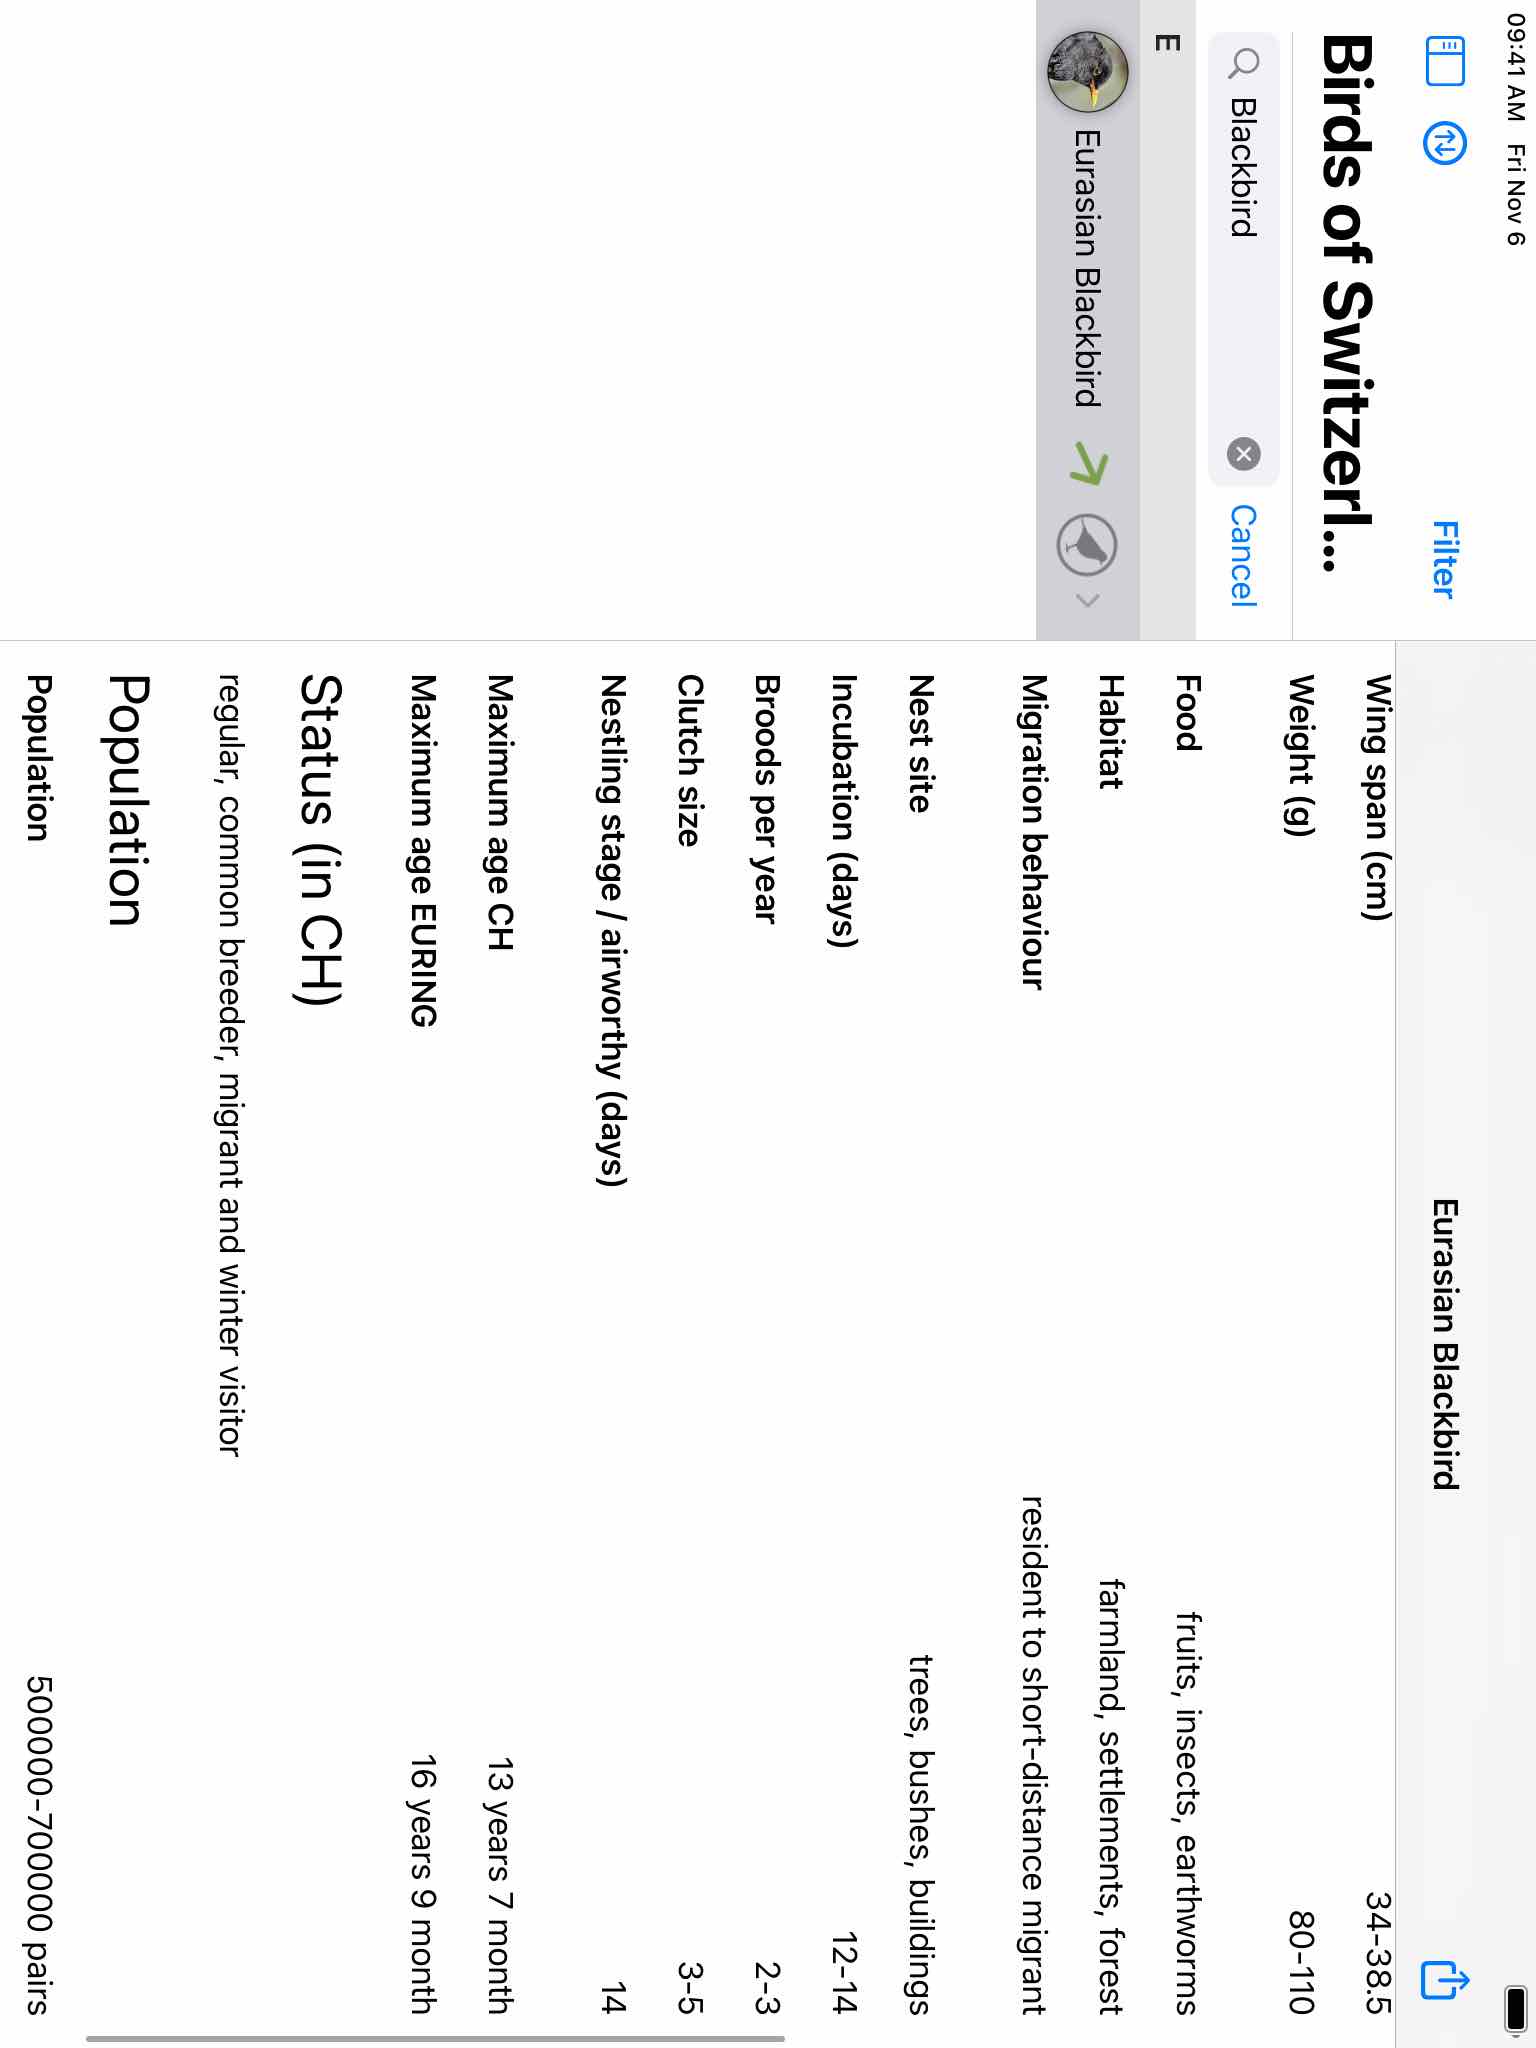 09:41 AM Fri Nov 6
Filter
Birds of Switzerl...
Blackbird
Cancel
E
Eurasian Blackbird
Eurasian Blackbird
Wing span (cm) 34-38.5
Weight (g) 80-110
Food fruits, insects, earthworms
Habitat farmland, settlements, forest
Migration behaviour resident to short-distance migrant
Nest site trees, bushes, buildings
Incubation (days) 12-14
Broods per year 2-3
Clutch size 3-5
Nestling stage / airworthy (days) 14
Maximum age CH 13 years 7 month
Maximum age EURING 16 years 9 month
Status (in CH)
regular, common breeder, migrant and winter visitor
Population
Population 500000-700000 pairs